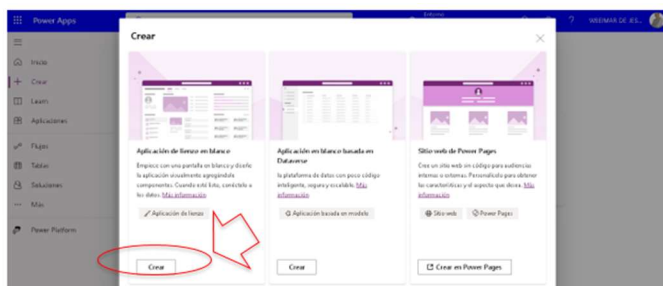 Power Apps
WEBINAR DE JES...
Crear
Inicio
Crear
Learn
Aplicaciones
Flujos
Tablas
Soluciones
Más
Power Platform
Aplicación de lienzo en blanco
Empiece con una pantalla en blanco y diseñe
la aplicación visualmente agregándole
componentes. Cuando esté listo, conéctele a
los datos. Más información
Aplicación de lienzo
Crear
Aplicación en blanco basada en
Dataverse
la plataforma de datos con poco código
inteligente, segura y escalable. Más
información
Aplicación basada en modelo
Crear
Sitio web de Power Pages
Cree un sitio web sin código para audiencias
internas o externas. Personalícelo para obtener
las características y el aspecto que desea. Más
información
Sitio web
Power Pages
Crear en Power Pages